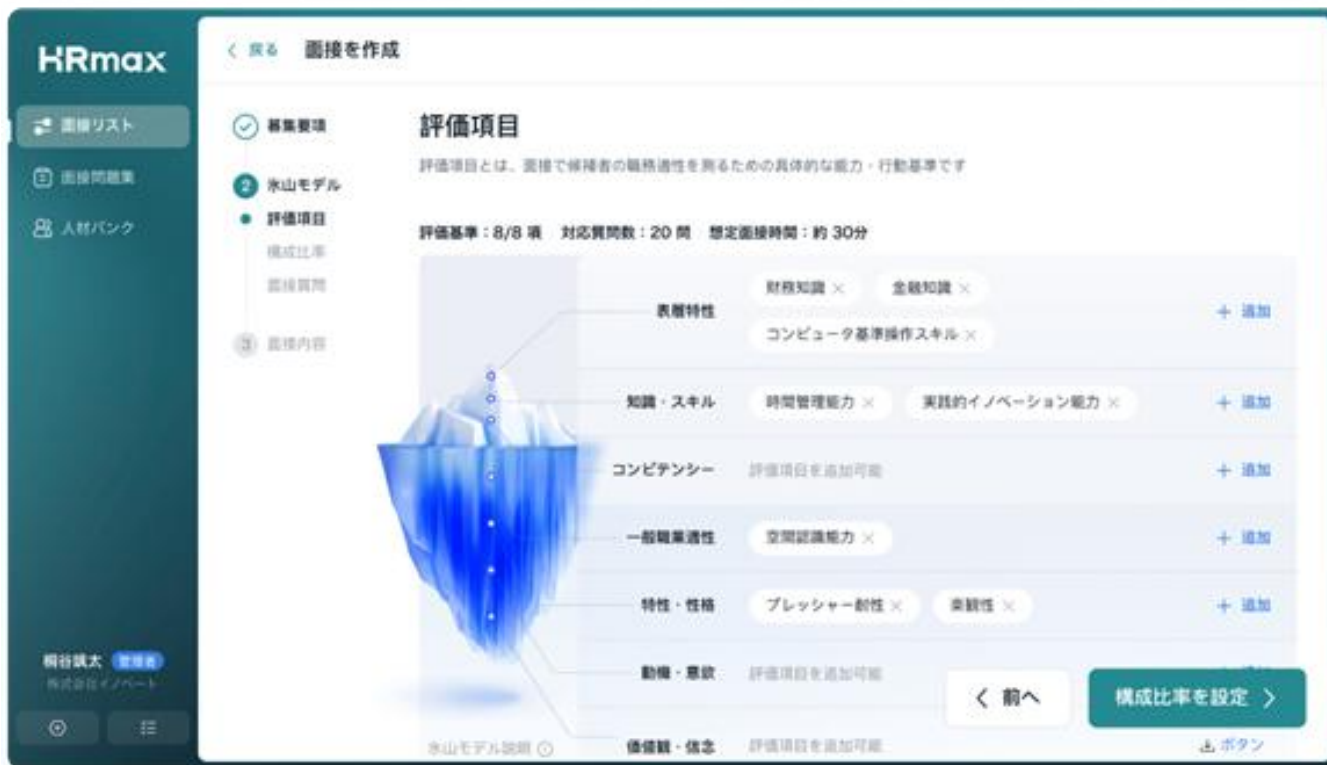 HRmax
面接リスト
面接問題集
人材バンク
桐谷颯太 管理者
株式会社イノベート
戻る 面接を作成
募集要項
2 氷山モデル
評価項目
構成比率
面接質問
3 面接内容
評価項目
評価項目とは、面接で候補者の職務適性を測るための具体的な能力・行動基準です
評価基準：8/8 項 対応質問数：20 問 想定面接時間：約 30分
表層特性 財務知識 × 金融知識 × + 追加
コンピュータ基準操作スキル ×
知識・スキル 時間管理能力 × 実践的イノベーション能力 × + 追加
コンピテンシー 評価項目を追加可能 + 追加
一般職業適性 空間認識能力 × + 追加
特性・性格 プレッシャー耐性 × 楽観性 × + 追加
動機・意欲 評価項目を追加可能
前へ 構成比率を設定
氷山モデル説明 価値観・信念 評価項目を追加可能 ボタン